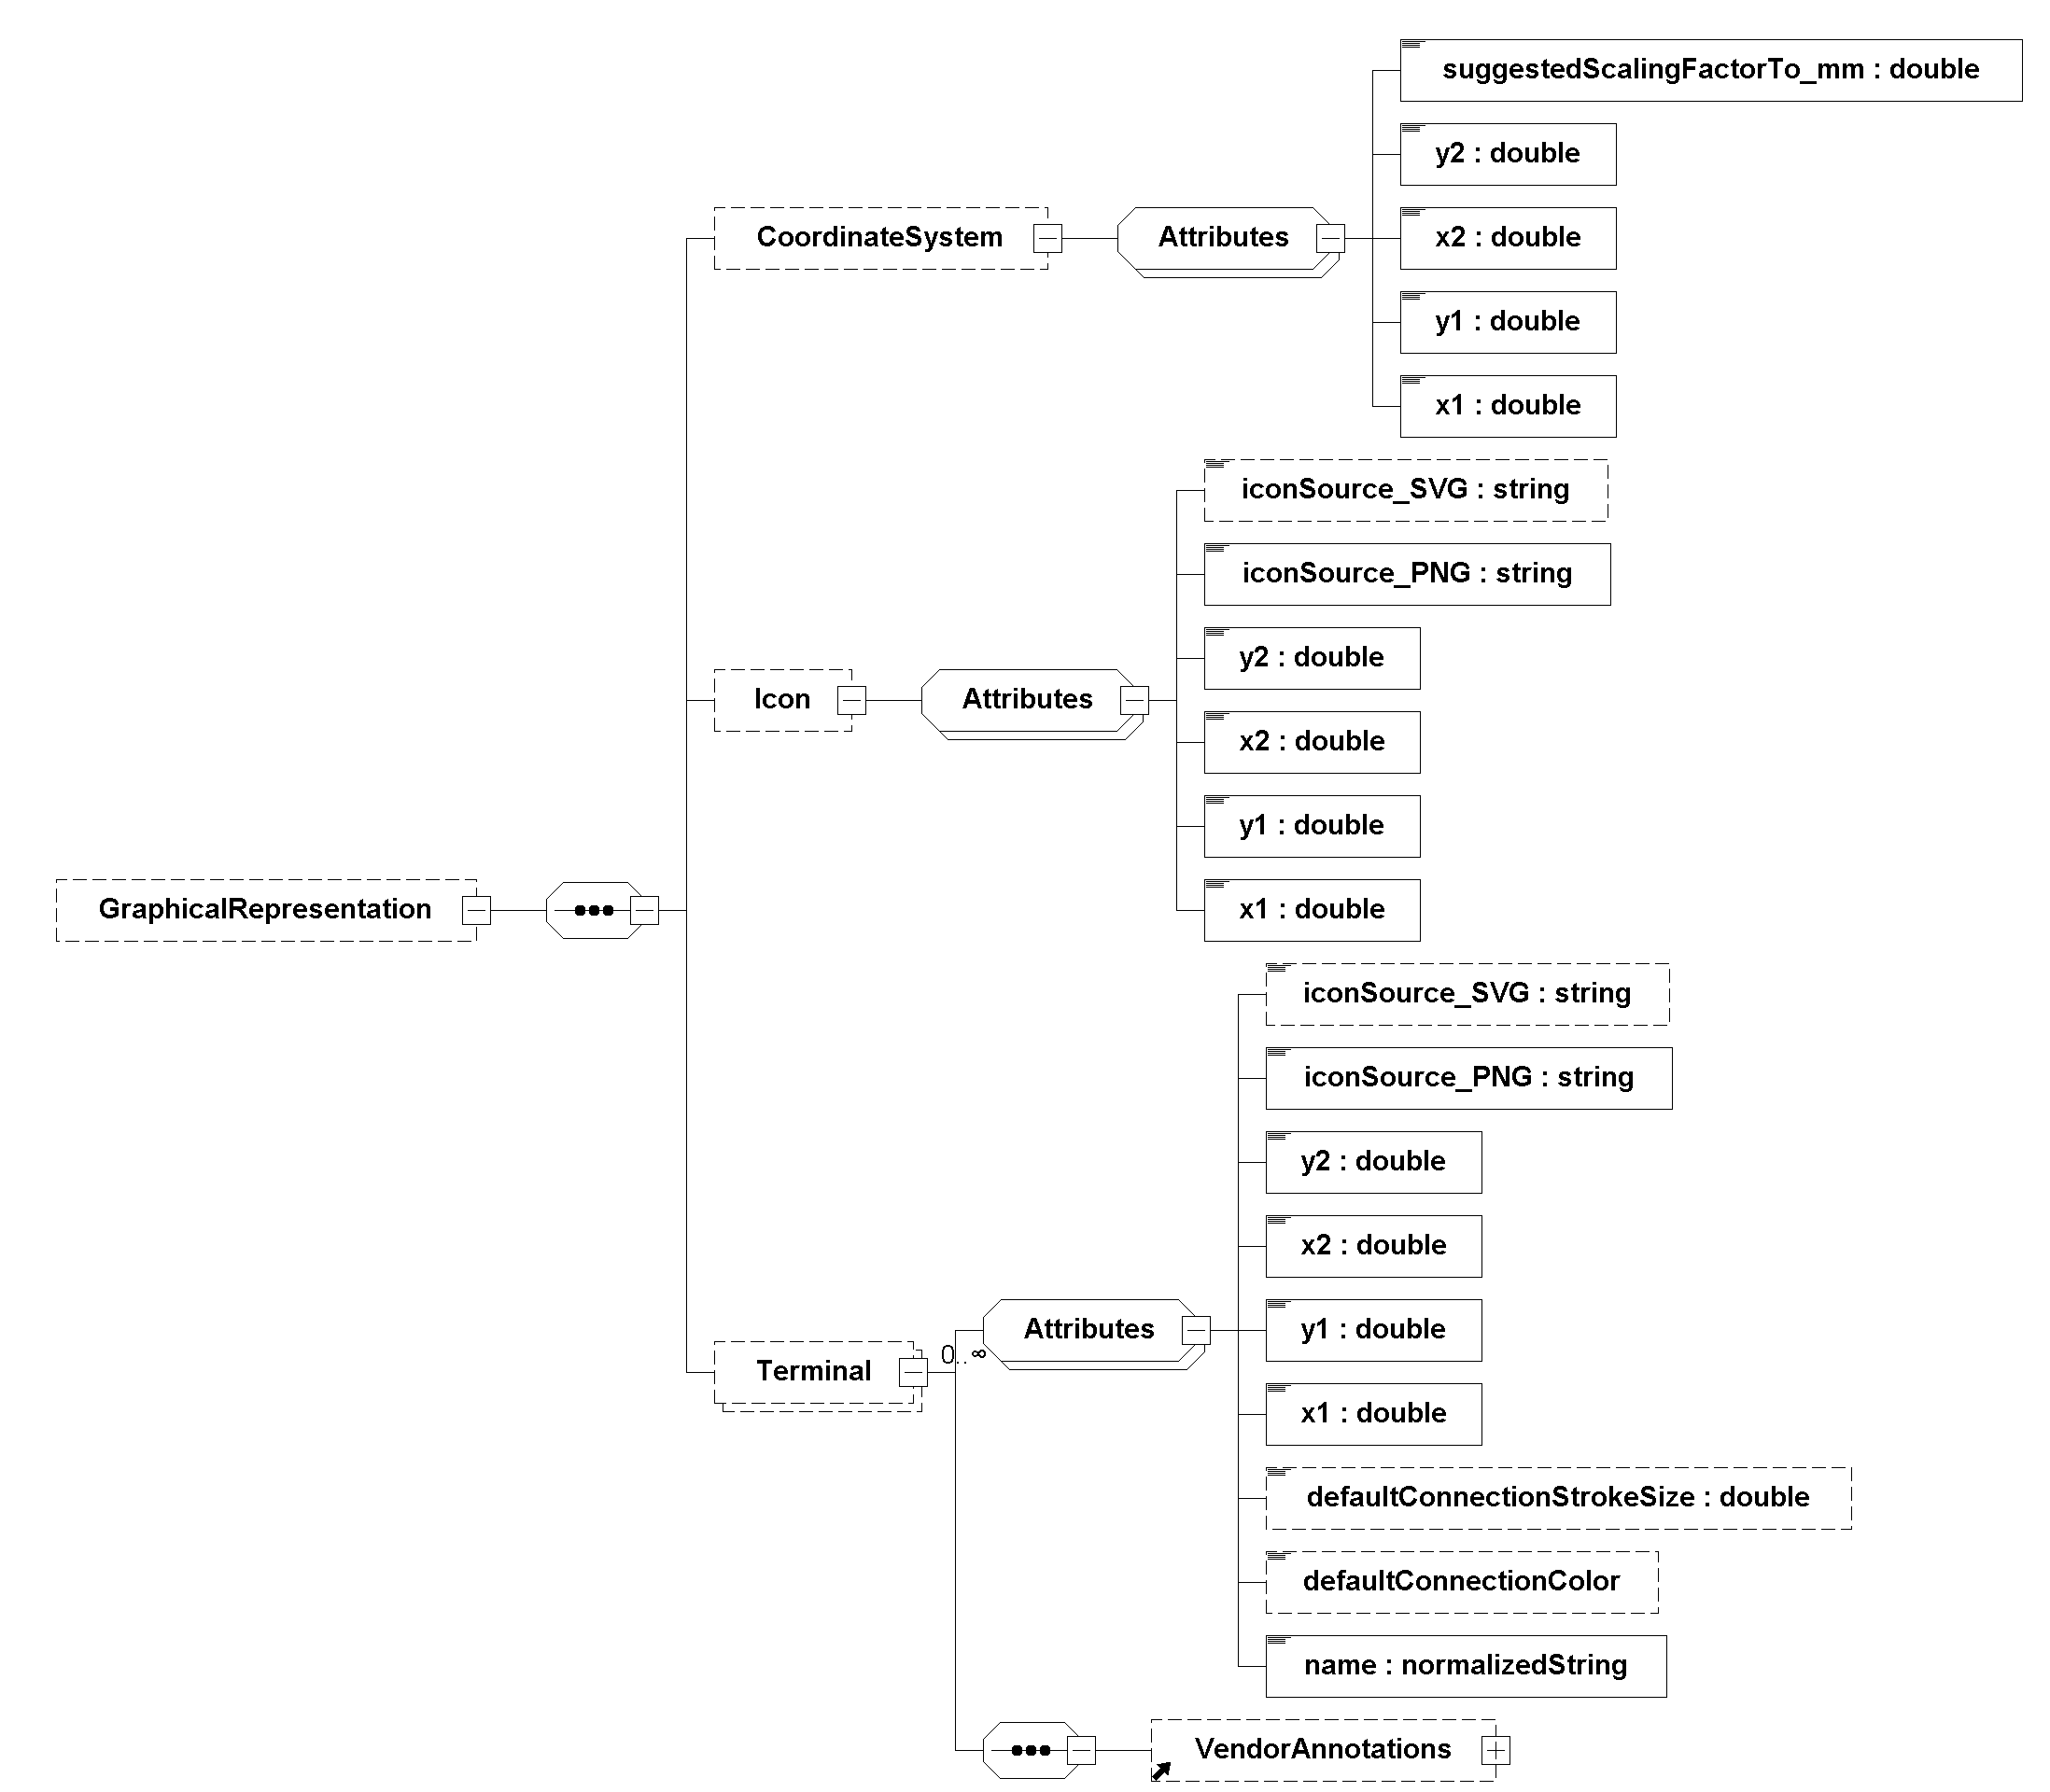 suggestedScalingFactorTo_mm : double
y2 : double
CoordinateSystem
Attributes
x2 : double
y1 : double
x1 : double
iconSource_SVG : string
iconSource_PNG : string
y2 : double
Icon
Attributes
x2 : double
y1 : double
GraphicalRepresentation
x1 : double
iconSource_SVG : string
iconSource_PNG : string
y2 : double
x2 : double
Attributes
y1 : double
0..∞
Terminal
x1 : double
defaultConnectionStrokeSize : double
defaultConnectionColor
name : normalizedString
VendorAnnotations